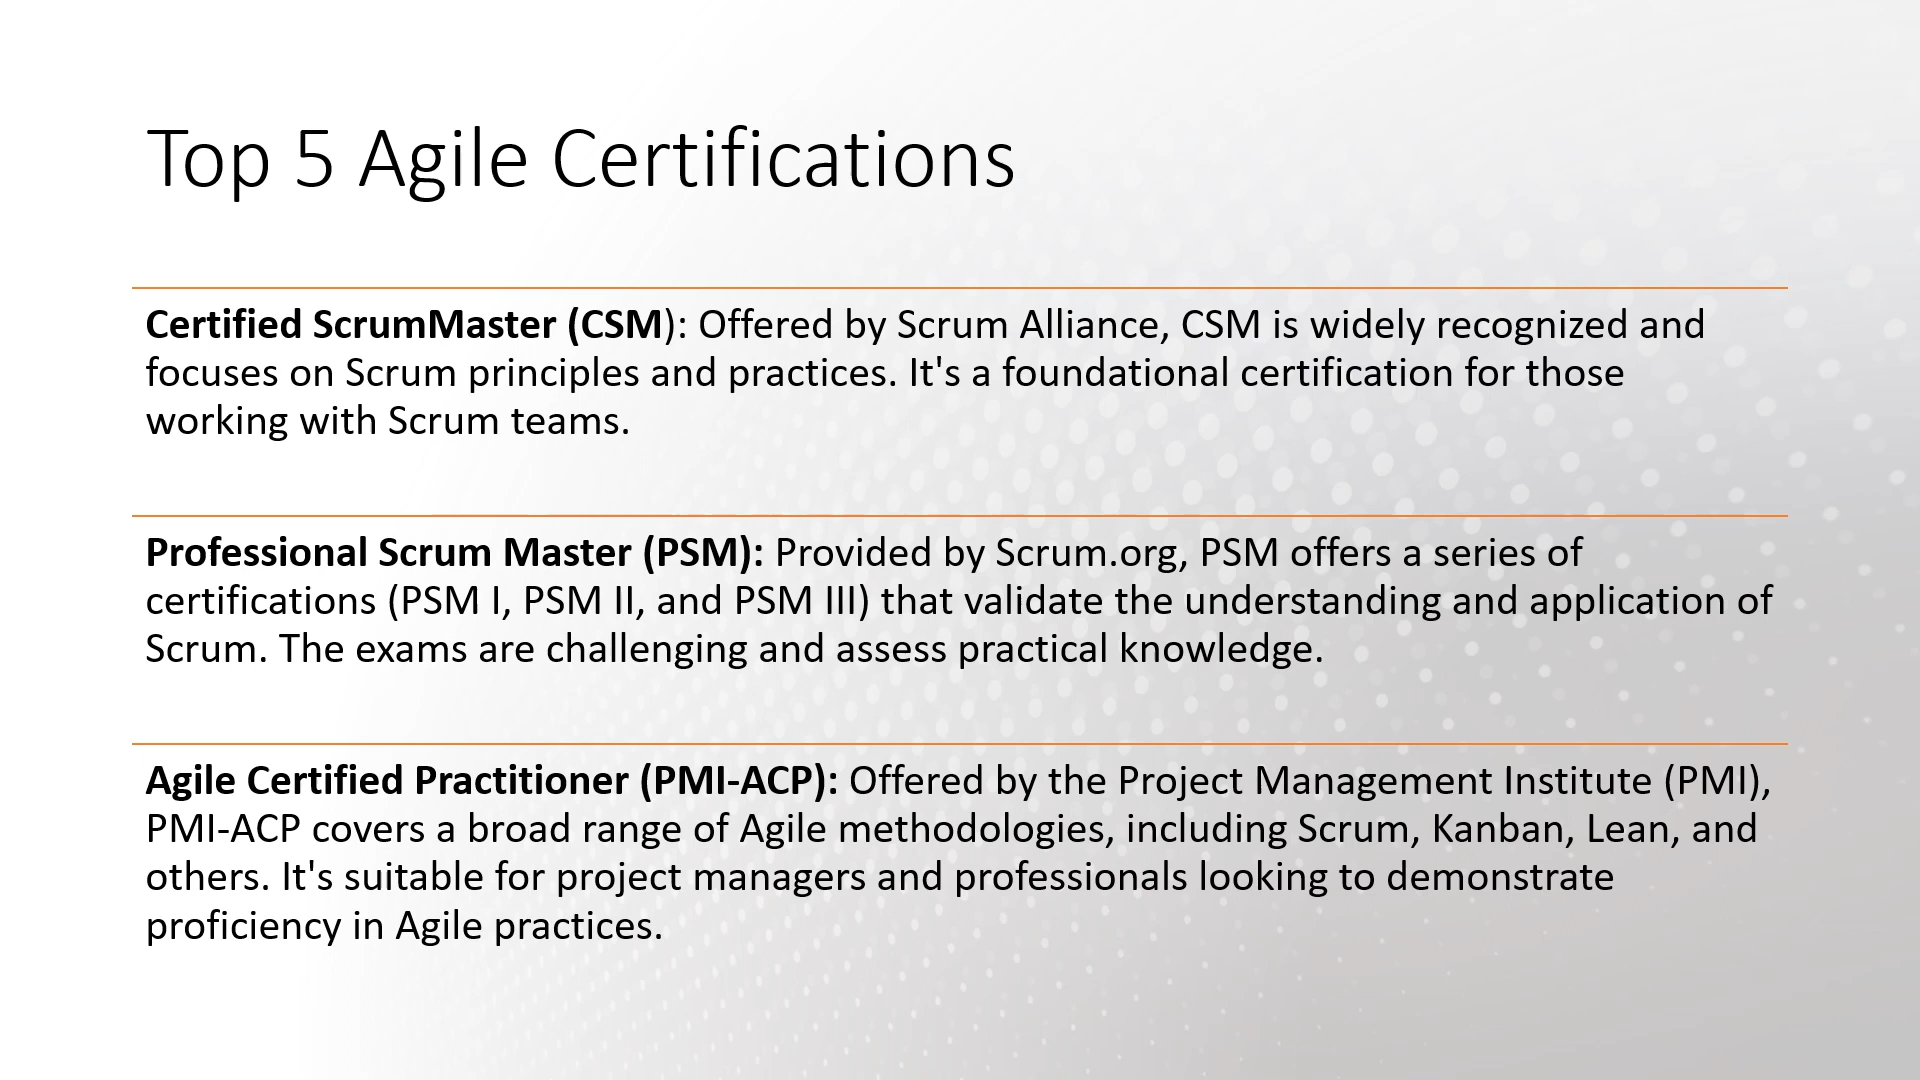 Top 5 Agile Certifications
Certified ScrumMaster (CSM): Offered by Scrum Alliance, CSM is widely recognized and
focuses on Scrum principles and practices. It's a foundational certification for those
working with Scrum teams.
Professional Scrum Master (PSM): Provided by Scrum.org, PSM offers a series of
certifications (PSM I, PSM II, and PSM III) that validate the understanding and application of
Scrum. The exams are challenging and assess practical knowledge.
Agile Certified Practitioner (PMI-ACP): Offered by the Project Management Institute (PMI),
PMI-ACP covers a broad range of Agile methodologies, including Scrum, Kanban, Lean, and
others. It's suitable for project managers and professionals looking to demonstrate
proficiency in Agile practices.